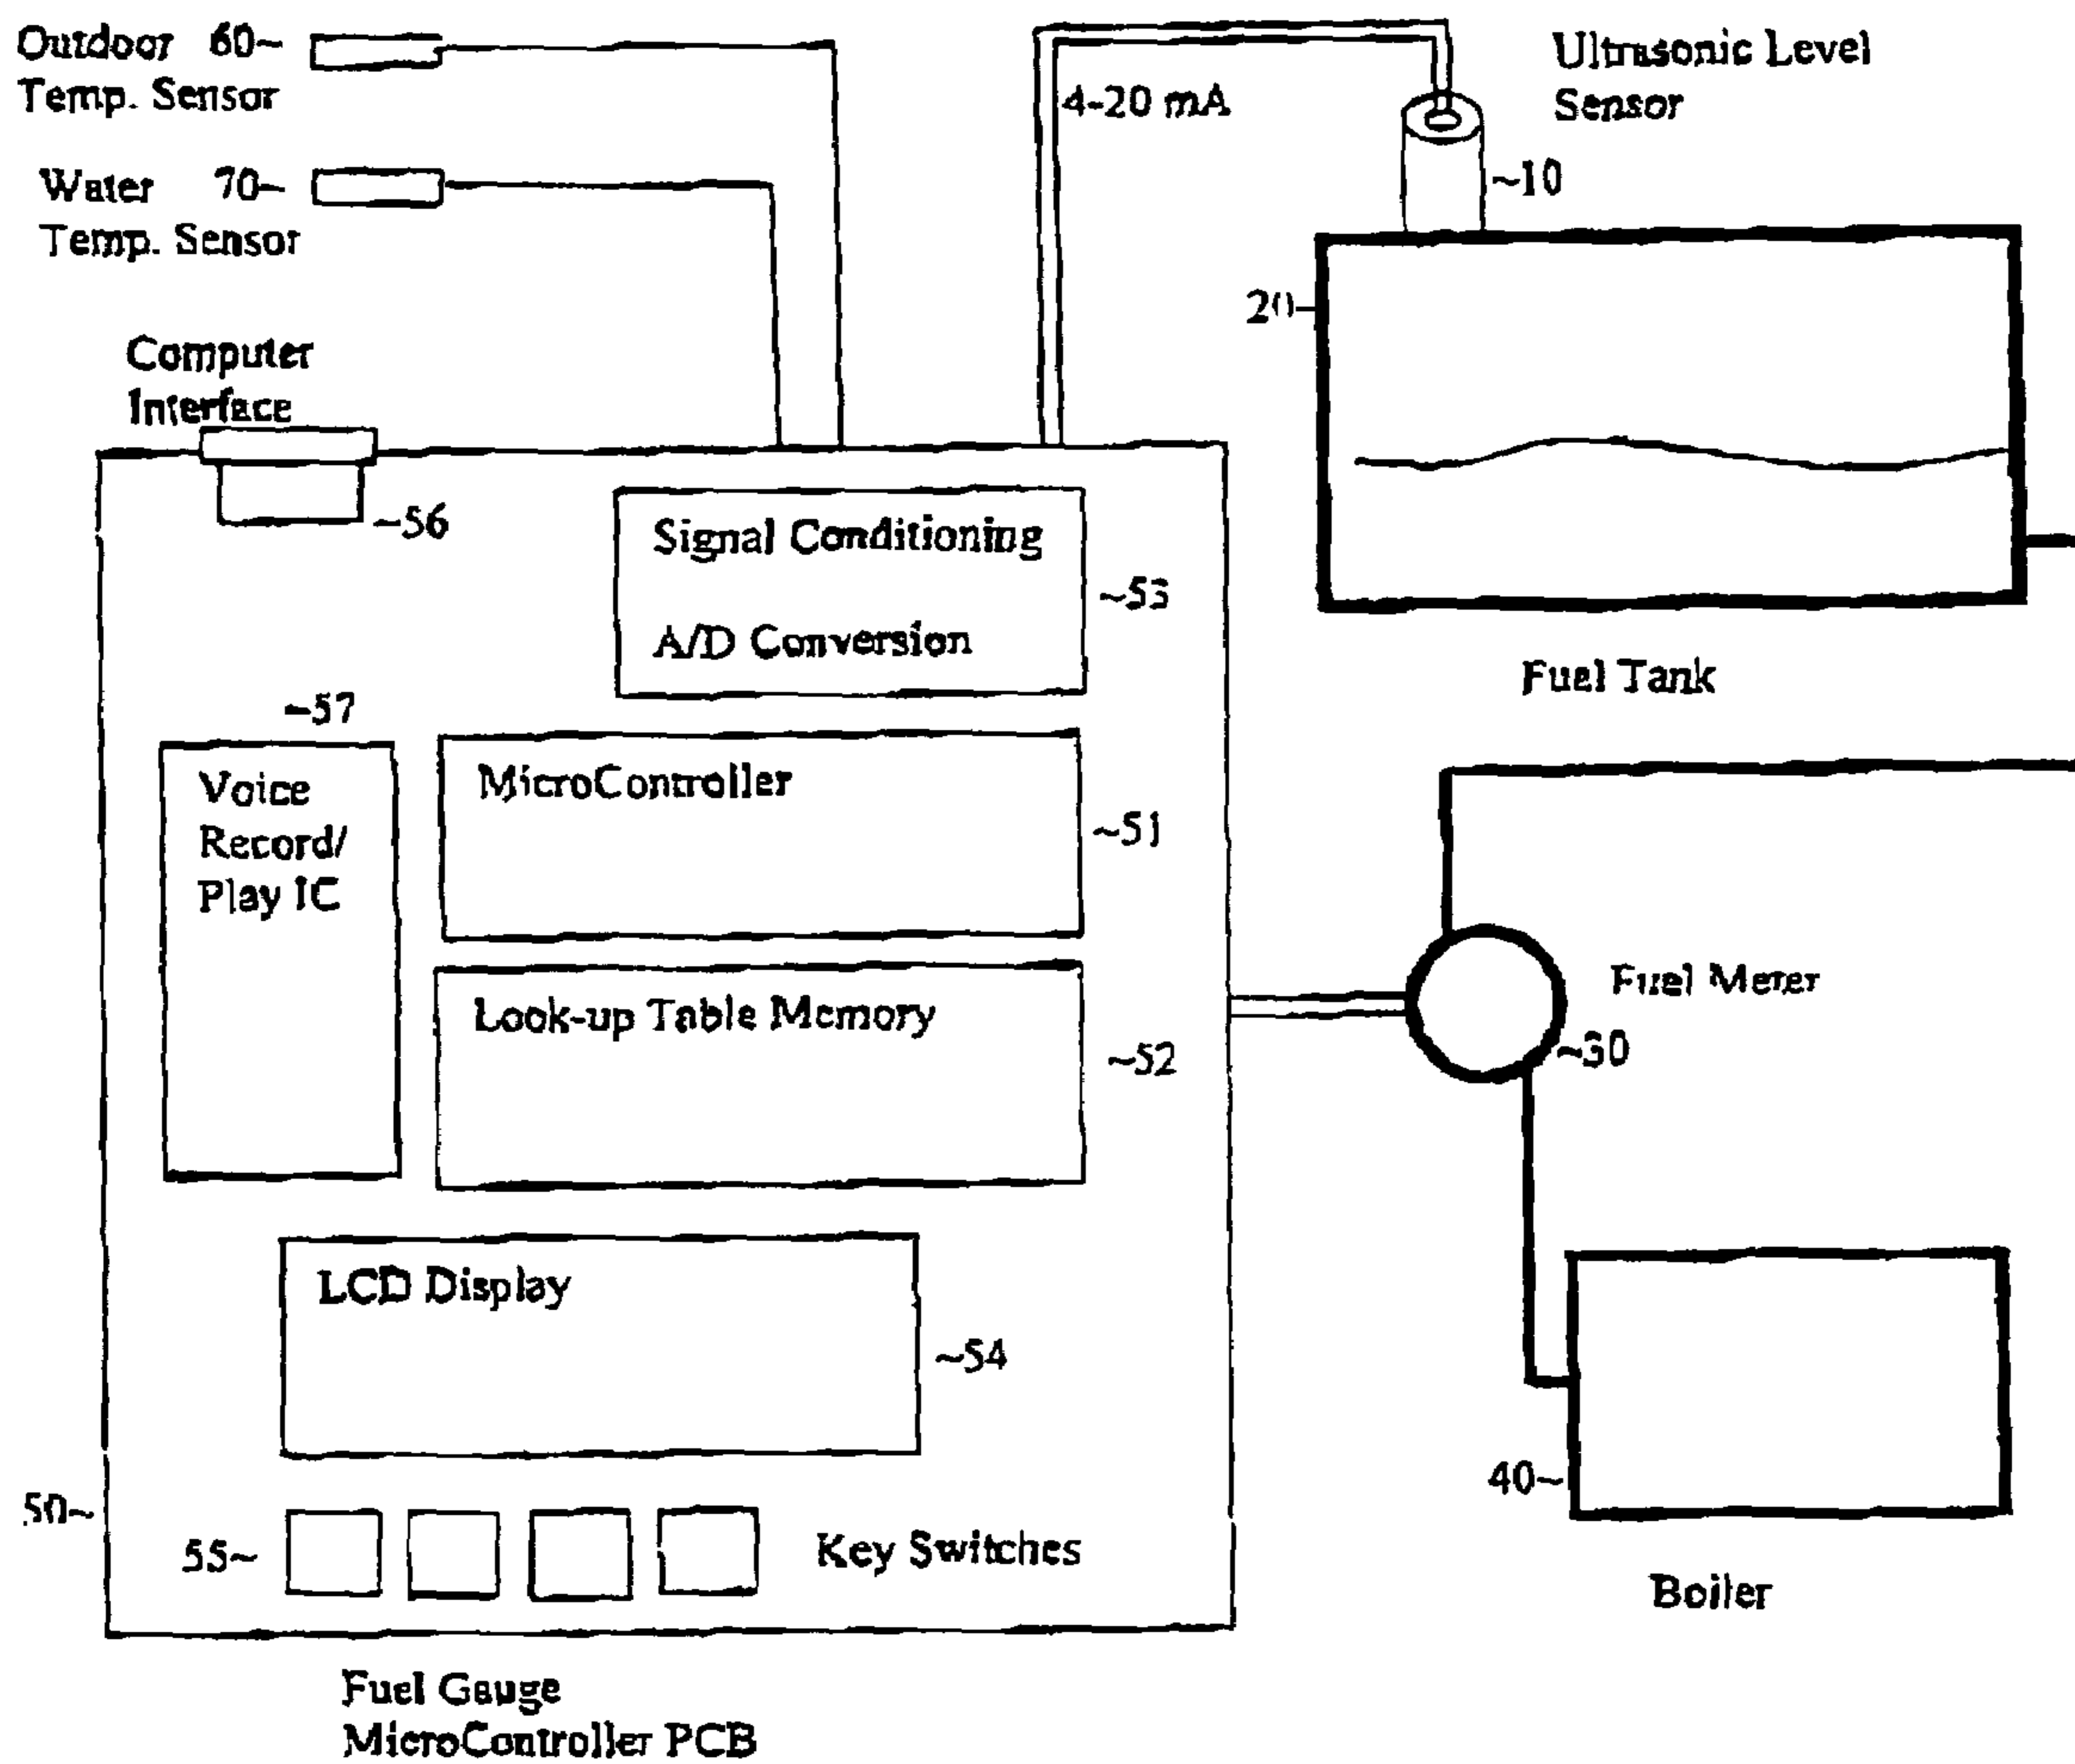 Outdoor 60~
Temp. Sensor
Water 70~
Temp. Sensor
4-20 mA
Ultrasonic Level
Sensor
~10
20~
Computer
Interface
~56
Signal Conditioning
A/D Conversion
~53
Fuel Tank
~57
Voice
Record/
Play IC
MicroController
~51
Look-up Table Memory
~52
Fuel Meter
~30
LCD Display
~54
40~
50~
55~
Key Switches
Boiler
Fuel Gauge
MicroController PCB